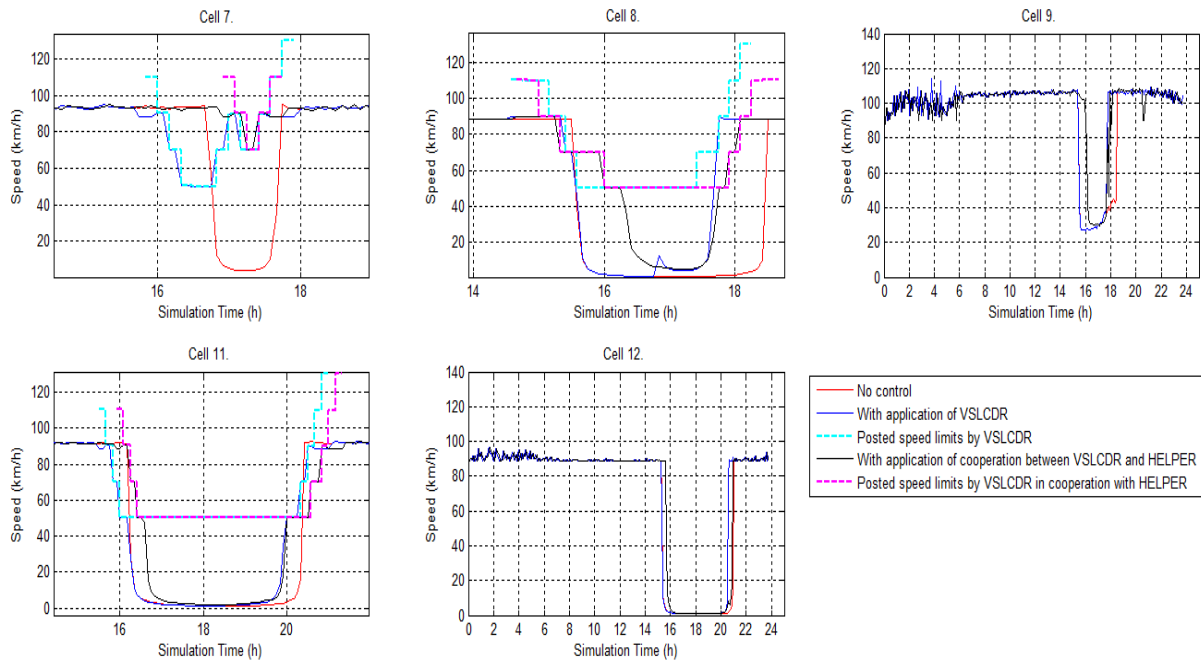 Cell 7.
Speed (km/h)
120
100
80
60
40
20
16
18
Simulation Time (h)
Cell 8.
Speed (km/h)
120
100
80
60
40
20
14
16
18
Simulation Time (h)
Cell 9.
Speed (km/h)
140
120
100
80
60
40
20
0
0 2 4 6 8 10 12 14 16 18 20 22 24
Simulation Time (h)
Cell 11.
Speed (km/h)
120
100
80
60
40
20
0
16
18
20
Simulation Time (h)
Cell 12.
Speed (km/h)
140
120
100
80
60
40
20
0
0 2 4 6 8 10 12 14 16 18 20 22 24
Simulation Time (h)
No control
With application of VSLCDR
Posted speed limits by VSLCDR
With application of cooperation between VSLCDR and HELPER
Posted speed limits by VSLCDR in cooperation with HELPER